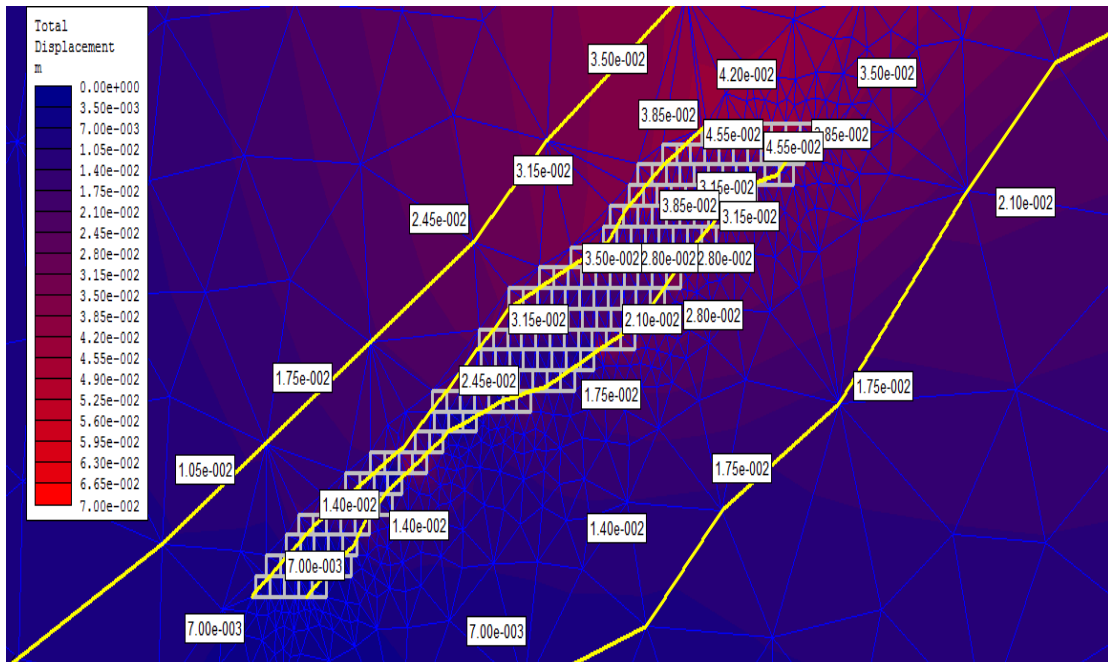 Total
Displacement
m
0.00e+000
3.50e-003
7.00e-003
1.05e-002
1.40e-002
1.75e-002
2.10e-002
2.45e-002
2.80e-002
3.15e-002
3.50e-002
3.85e-002
4.20e-002
4.55e-002
4.90e-002
5.25e-002
5.60e-002
5.95e-002
6.30e-002
6.65e-002
7.00e-002
3.50e-002
4.20e-002
3.50e-002
3.85e-002
4.55e-002
4.55e-002
3.15e-002
3.15e-002
3.85e-002
3.15e-002
2.10e-002
2.45e-002
3.50e-002
2.80e-002
2.80e-002
3.15e-002
2.10e-002
2.80e-002
1.75e-002
2.45e-002
1.75e-002
1.75e-002
1.05e-002
1.75e-002
1.40e-002
1.40e-002
1.40e-002
7.00e-003
7.00e-003
7.00e-003